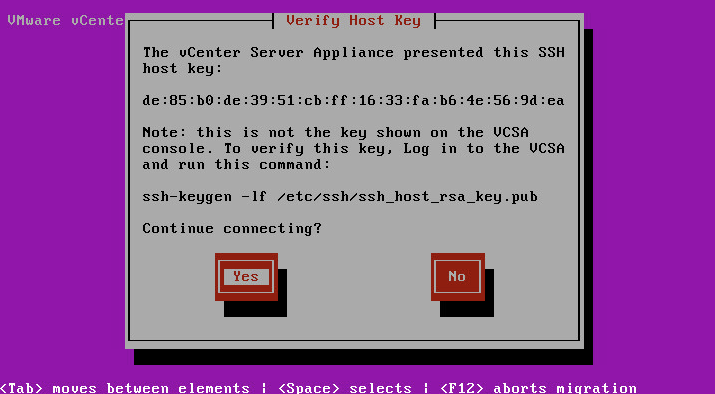 VMware vCente
Verify Host Key
The vCenter Server Appliance presented this SSH
host key:
de:85:b0:de:39:51:cb:ff:16:33:fa:b6:4e:56:9d:ea
Note: this is not the key shown on the VCSA
console. To verify this key, Log in to the VCSA
and run this command:
ssh-keygen -lf /etc/ssh/ssh_host_rsa_key.pub
Continue connecting?
Yes No
<Tab> moves between elements ¦ <Space> selects ¦ <F12> aborts migration